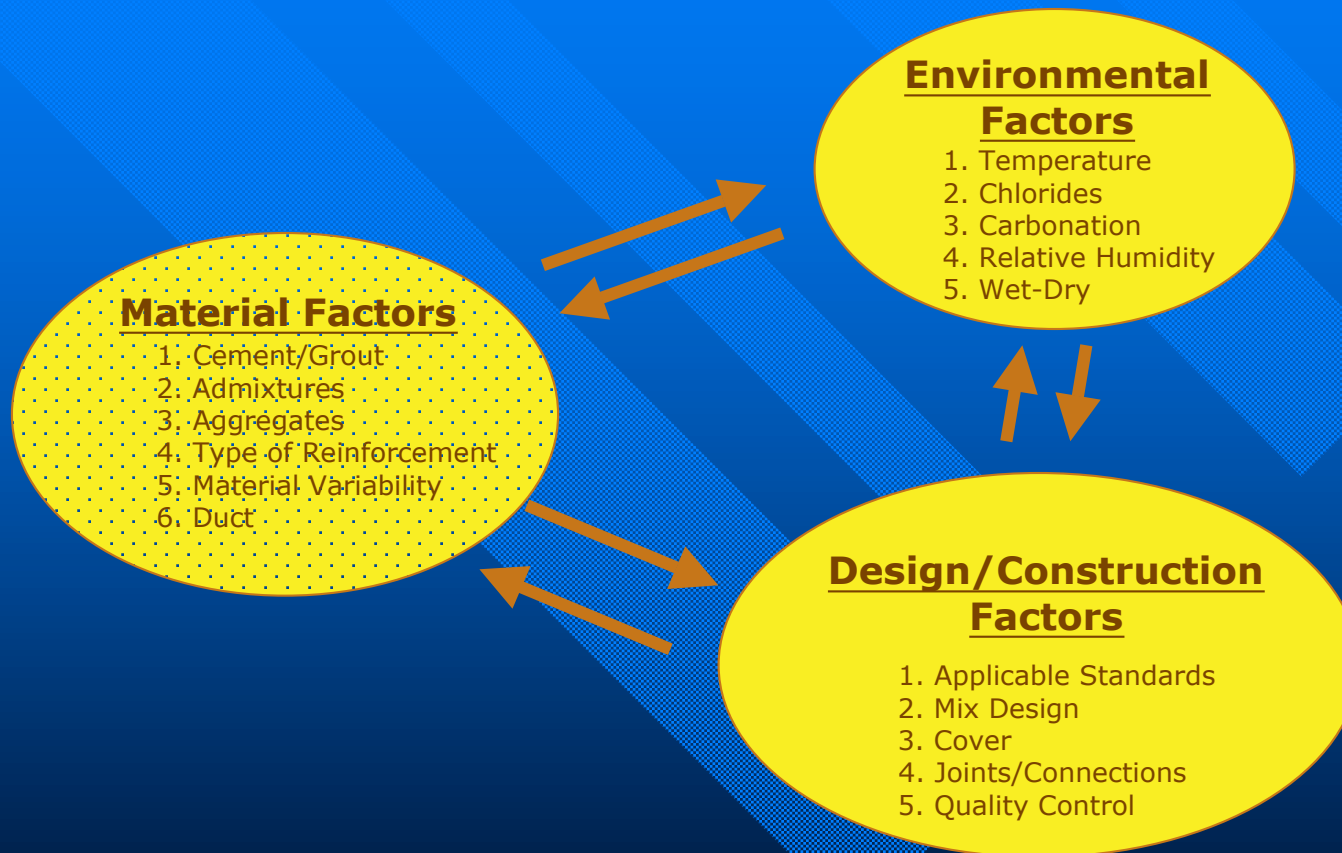 Environmental
Factors
1. Temperature
2. Chlorides
3. Carbonation
4. Relative Humidity
5. Wet-Dry
Material Factors
1. Cement/Grout
2. Admixtures
3. Aggregates
4. Type of Reinforcement
5. Material Variability
6. Duct
Design/Construction
Factors
1. Applicable Standards
2. Mix Design
3. Cover
4. Joints/Connections
5. Quality Control